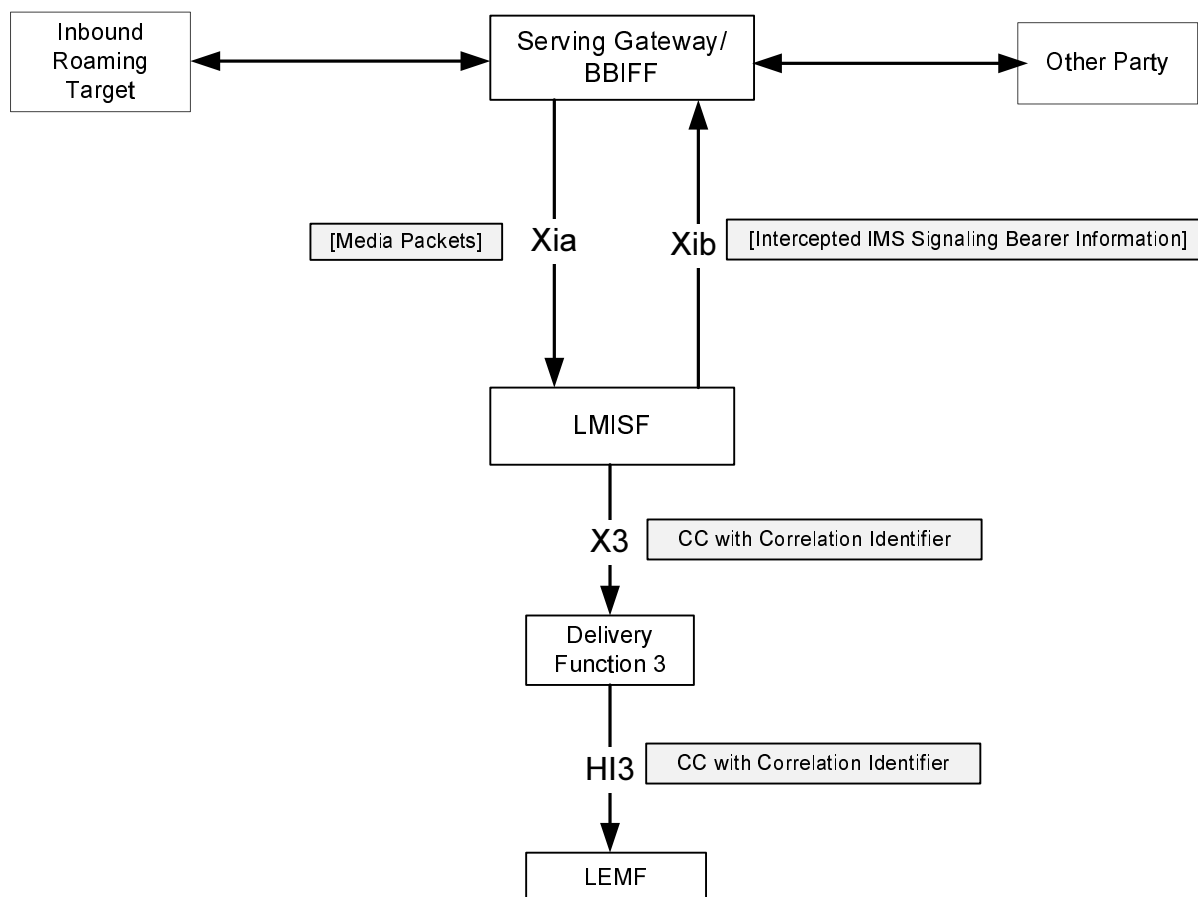 Inbound
Roaming
Target
Serving Gateway/
BBIFF
Other Party
[Media Packets]
Xia
Xib
[Intercepted IMS Signaling Bearer Information]
LMISF
X3
CC with Correlation Identifier
Delivery
Function 3
HI3
CC with Correlation Identifier
LEMF